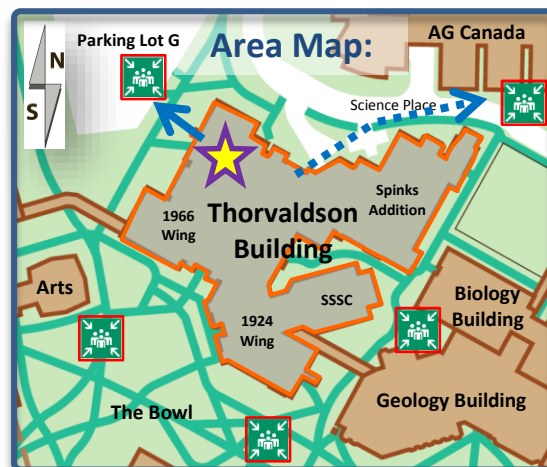 Area Map:
Parking Lot G
AG Canada
N
S
Science Place
Spinks
Addition
Thorvaldson
Building
1966
Wing
SSSC
Arts
1924
Wing
Biology
Building
The Bowl
Geology Building